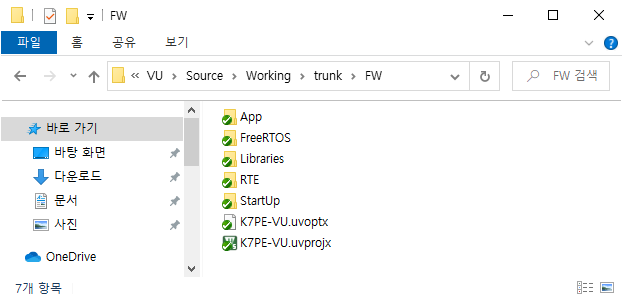 FW
파일 홈 공유 보기
VU Source Working trunk FW FW 검색
바로 가기
바탕 화면
다운로드
문서
사진
OneDrive
App
FreeRTOS
Libraries
RTE
StartUp
K7PE-VU.uvoptx
K7PE-VU.uvprojx
7개 항목